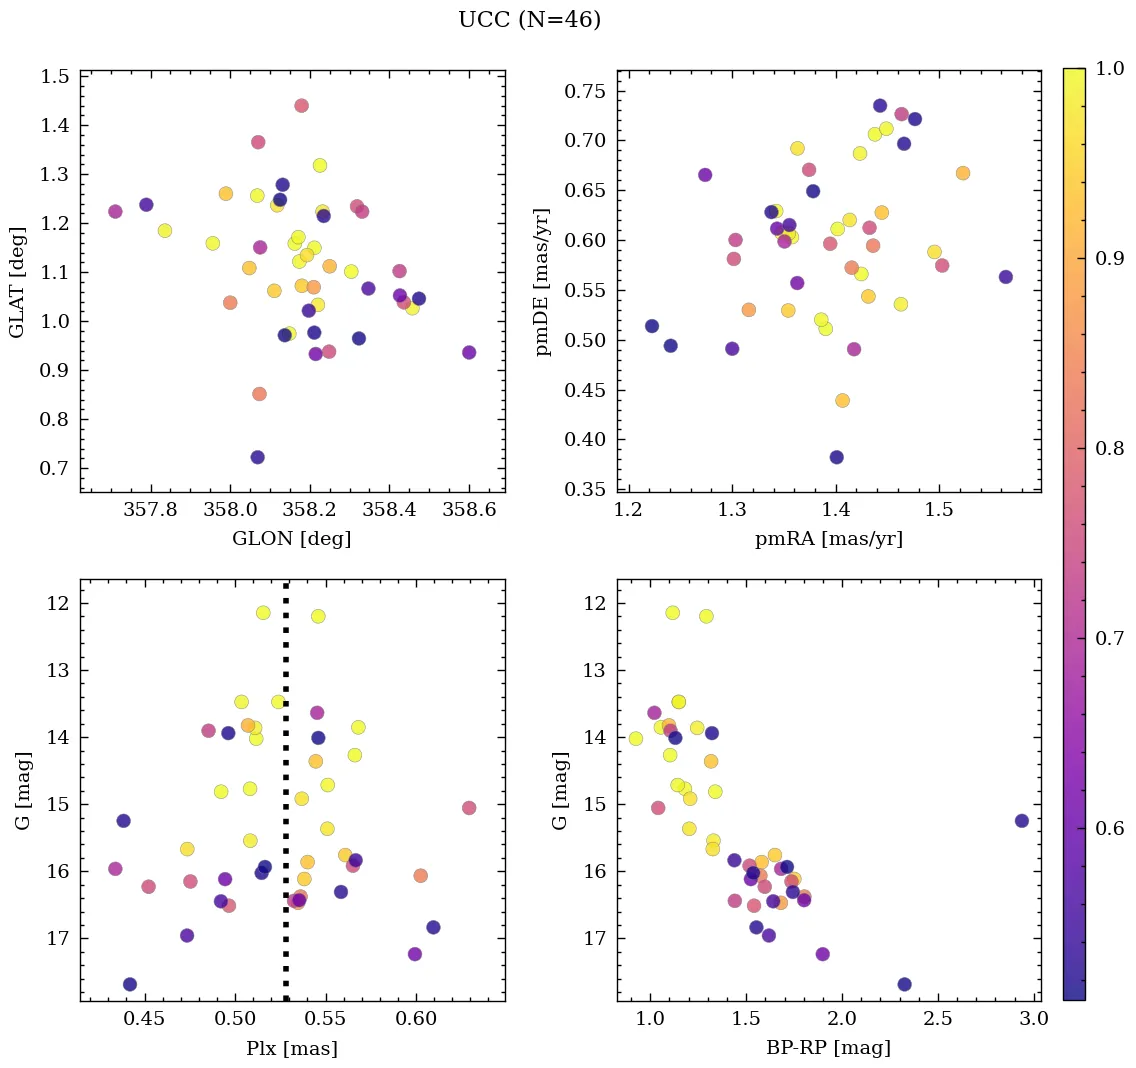 UCC (N=46)
1.5
1.4
1.3
1.2
1.1
1.0
0.9
0.8
0.7
GLAT [deg]
357.8 358.0 358.2 358.4 358.6
GLON [deg]
0.75
0.70
0.65
0.60
0.55
0.50
0.45
0.40
0.35
pmDE [mas/yr]
1.2 1.3 1.4 1.5
pmRA [mas/yr]
12
13
14
15
16
17
G [mag]
0.45 0.50 0.55 0.60
Plx [mas]
12
13
14
15
16
17
G [mag]
1.0 1.5 2.0 2.5 3.0
BP-RP [mag]
1.0
0.9
0.8
0.7
0.6